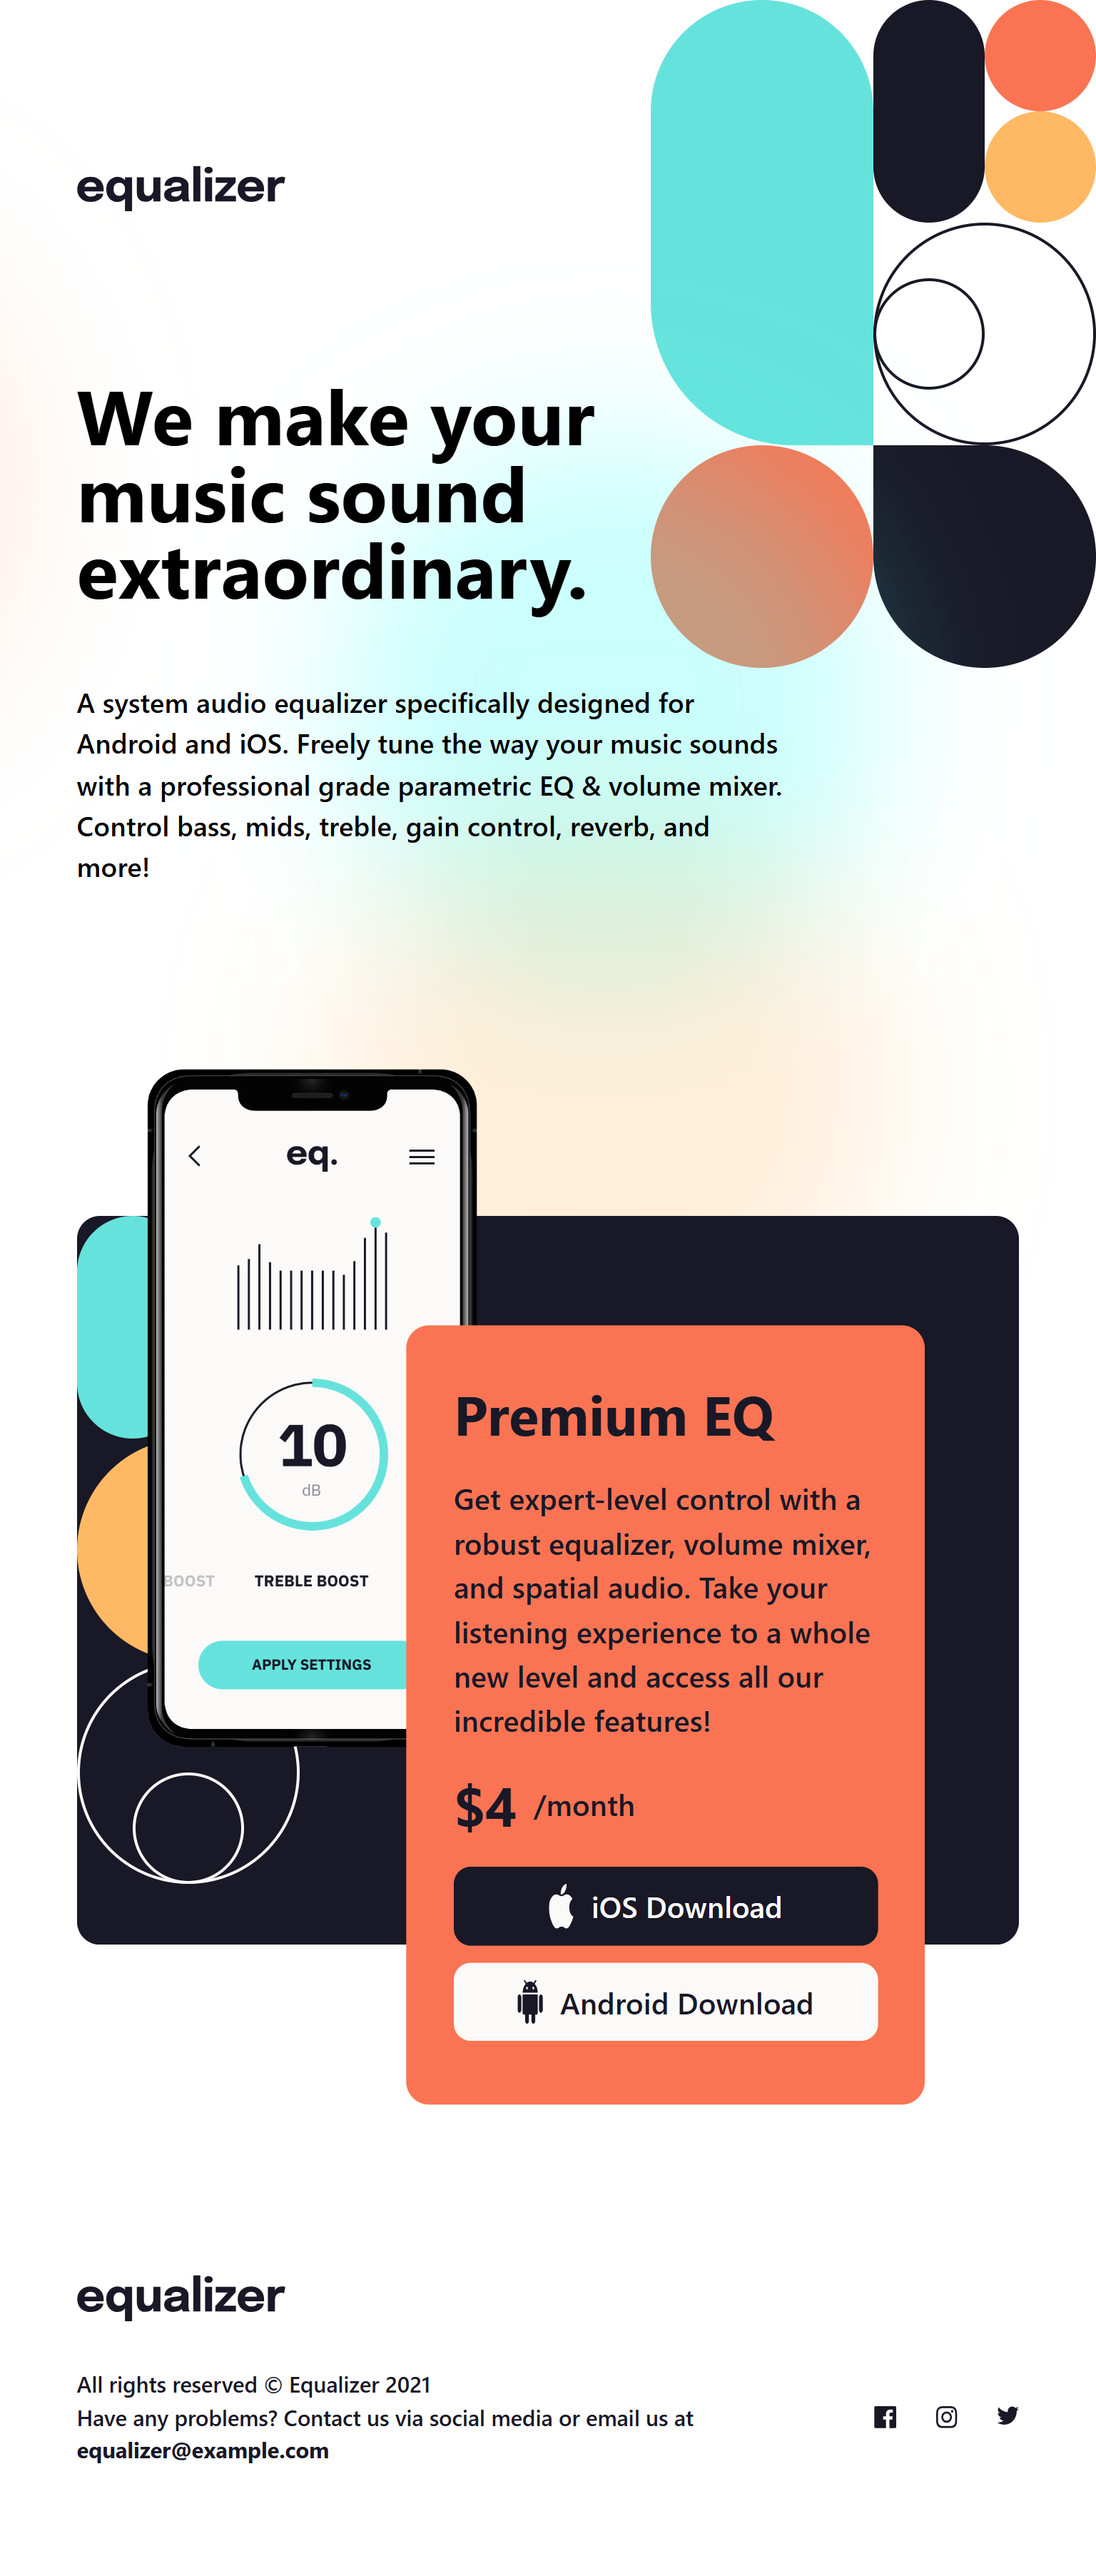 equalizer
We make your
music sound
extraordinary.
A system audio equalizer specifically designed for
Android and iOS. Freely tune the way your music sounds
with a professional grade parametric EQ & volume mixer.
Control bass, mids, treble, gain control, reverb, and
more!
eq.
10
dB
BOOST
TREBLE BOOST
APPLY SETTINGS
Premium EQ
Get expert-level control with a
robust equalizer, volume mixer,
and spatial audio. Take your
listening experience to a whole
new level and access all our
incredible features!
$4 /month
iOS Download
Android Download
equalizer
All rights reserved © Equalizer 2021
Have any problems? Contact us via social media or email us at
equalizer@example.com